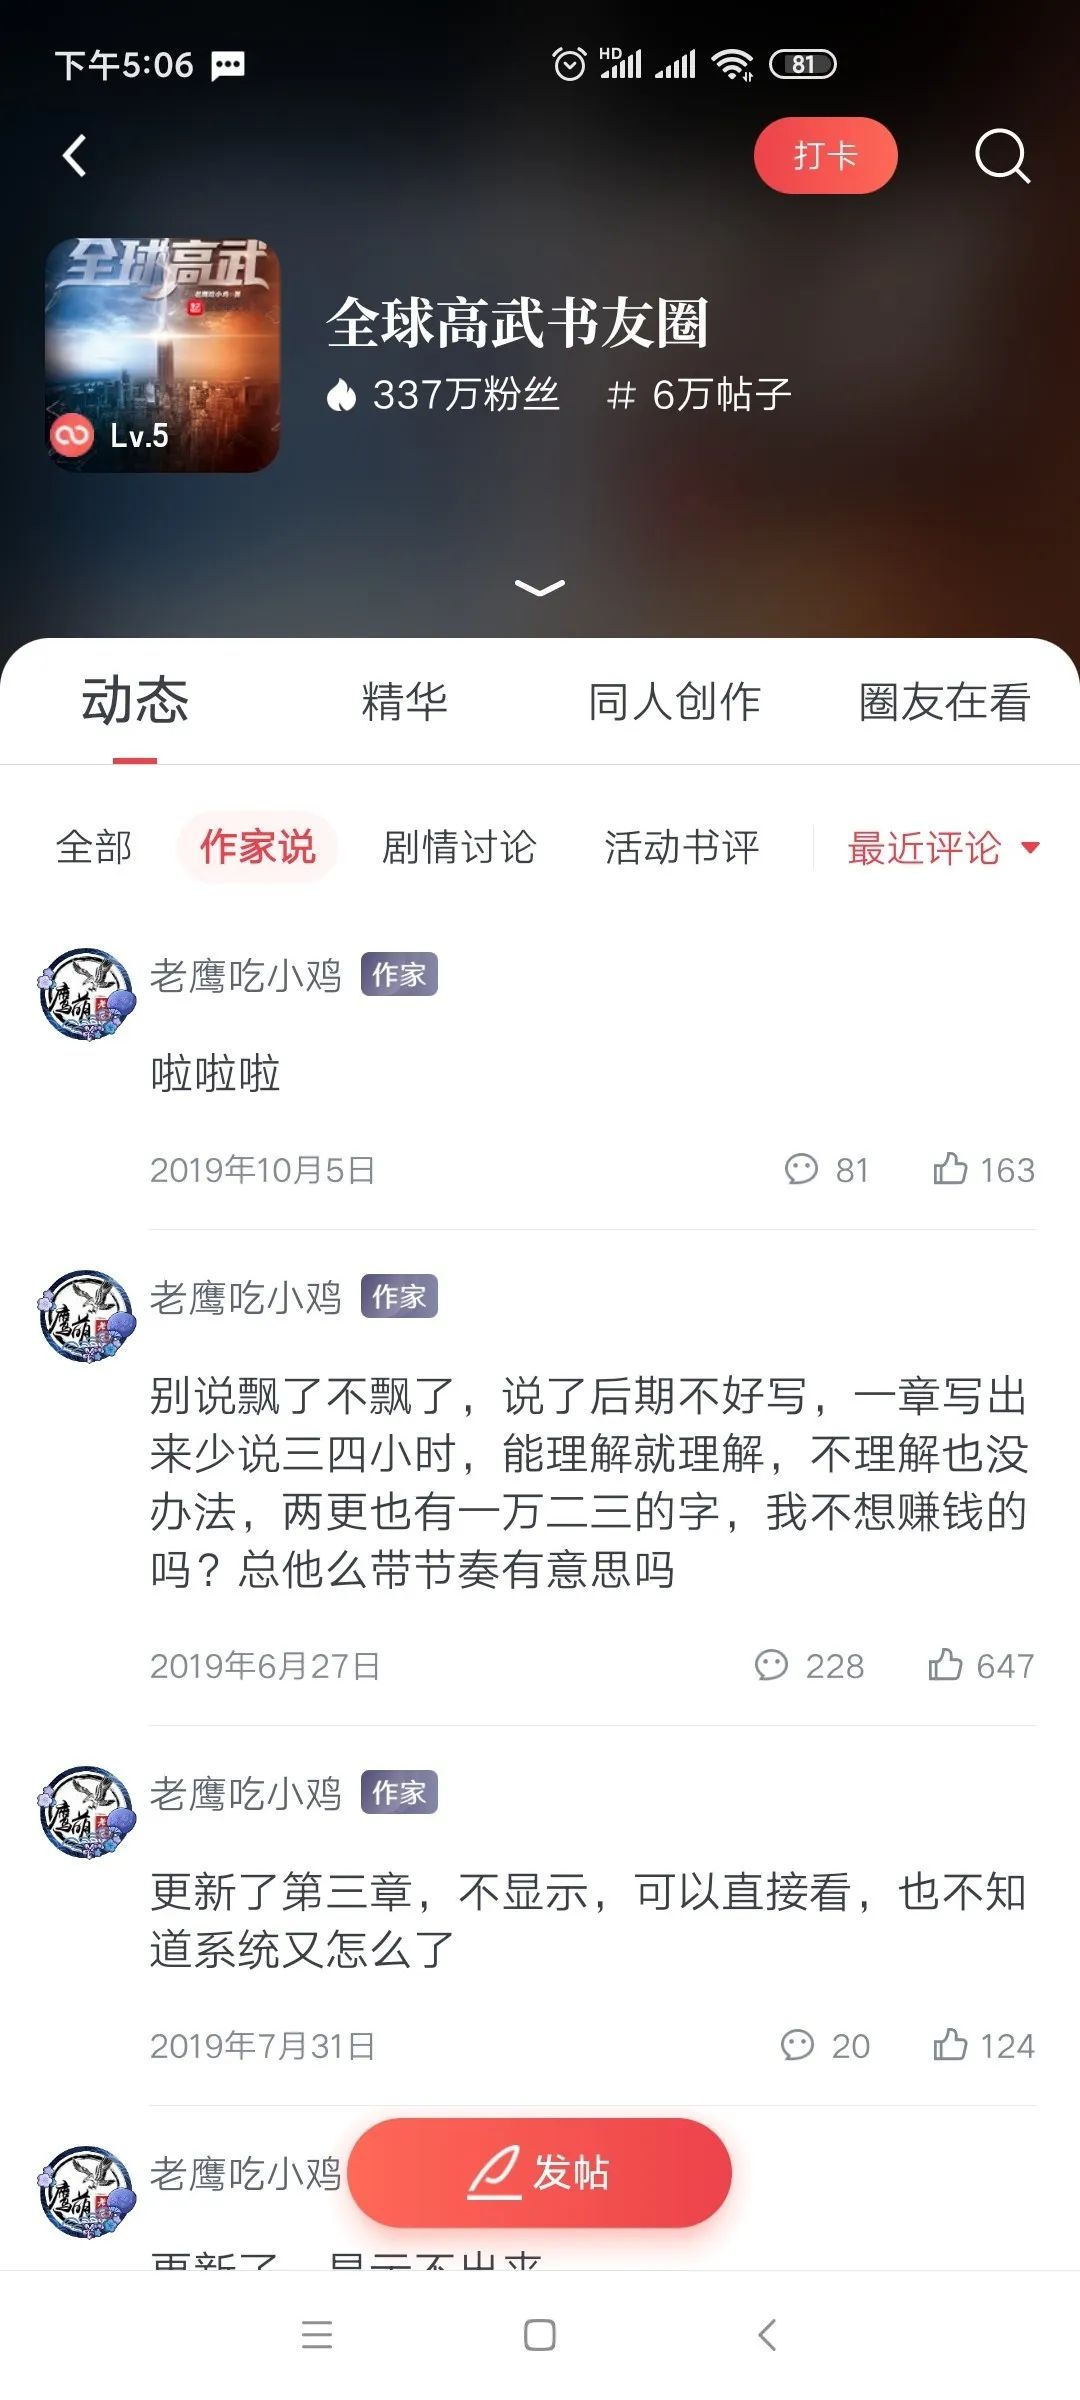 下午5:06
HD
81
打卡
全球高武
全球高武书友圈
337万粉丝 # 6万帖子
Lv.5
动态 精华 同人创作 圈友在看
全部 作家说 剧情讨论 活动书评 最近评论
老鹰吃小鸡 作家
啦啦啦
2019年10月5日 81 163
老鹰吃小鸡 作家
别说飘了不飘了，说了后期不好写，一章写出
来少说三四小时，能理解就理解，不理解也没
办法，两更也有一万二三的字，我不想赚钱的
吗？总他么带节奏有意思吗
2019年6月27日 228 647
老鹰吃小鸡 作家
更新了第三章，不显示，可以直接看，也不知
道系统又怎么了
2019年7月31日 20 124
老鹰吃小鸡
发帖
更新了，显示不出来